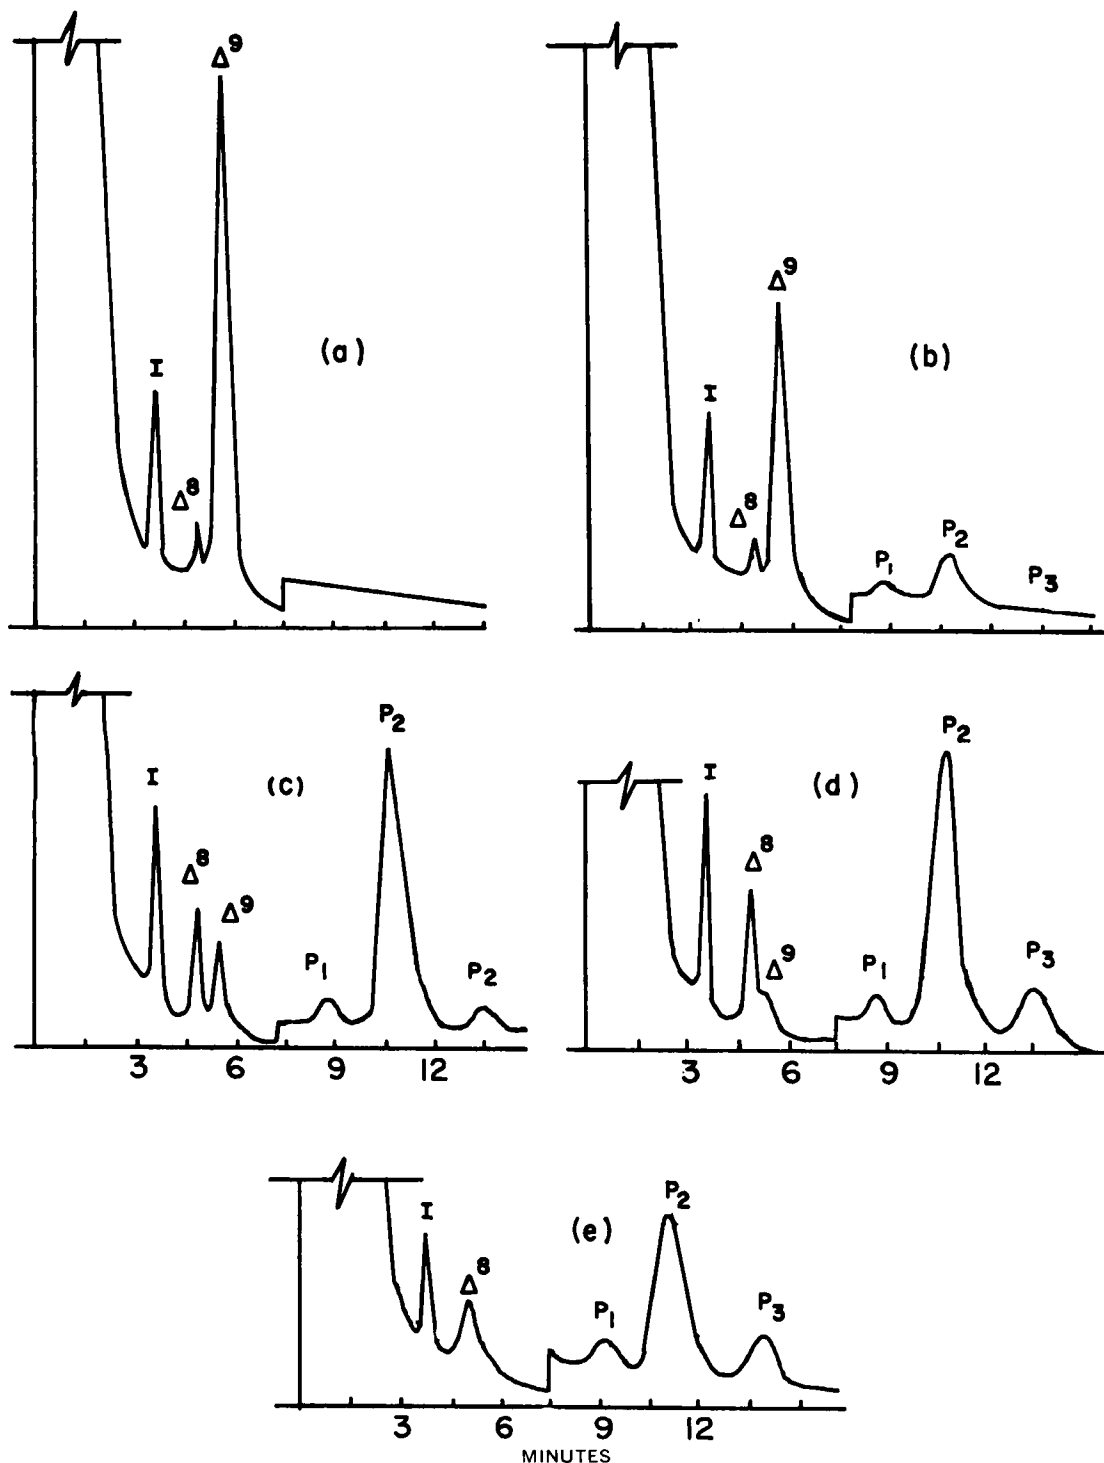 Δ⁹
I
Δ⁸
(a)
Δ⁹
I
Δ⁸
(b)
P₁
P₂
P₃
P₂
I
(c)
Δ⁸
Δ⁹
P₁
P₂
3 6 9 12
P₂
I
(d)
Δ⁸
Δ⁹
P₁
P₃
3 6 9 12
P₂
I
(e)
Δ⁸
P₁
P₃
3 6 9 12
MINUTES